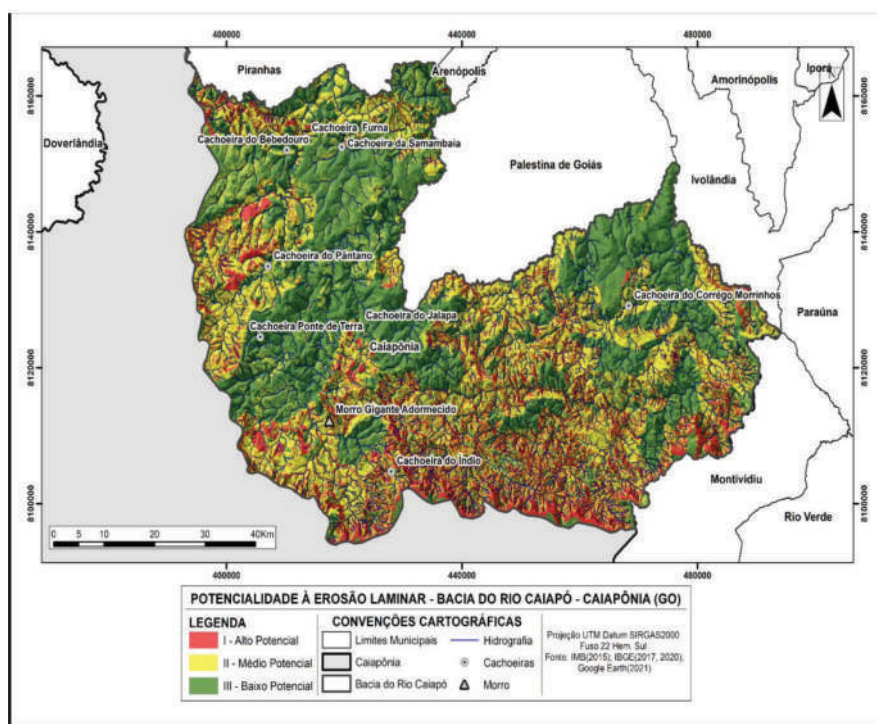 400000 440000 480000
Piranhas
Arenópolis
Amorinópolis
Iporá
8160000 8160000
Doverlândia
Cachoeira Furna
Cachoeira do Bebedouro
Cachoeira da Samambaia
Palestina de Goiás
Ivolândia
8140000 8140000
Cachoeira do Pântano
Cachoeira do Corrégo Morrinhos
Paraúna
Cachoeira do Jalapa
Cachoeira Ponte de Terra
Caiapônia
8120000 8120000
Morro Gigante Adormecido
Cachoeira do Índio
Montividiu
8100000 8100000
Rio Verde
0 5 10 20 30 40Km
400000 440000 480000
POTENCIALIDADE À EROSÃO LAMINAR - BACIA DO RIO CAIAPÓ - CAIAPÔNIA (GO)
LEGENDA
I - Alto Potencial
II - Médio Potencial
III - Baixo Potencial
CONVENÇÕES CARTOGRÁFICAS
Limites Municipais
Hidrografia
Caiapônia
Cachoeiras
Bacia do Rio Caiapó
Morro
Projeção UTM Datum SIRGAS2000
Fuso 22 Hem. Sul
Fonte: IMB(2015); IBGE(2017, 2020);
Google Earth(2021)